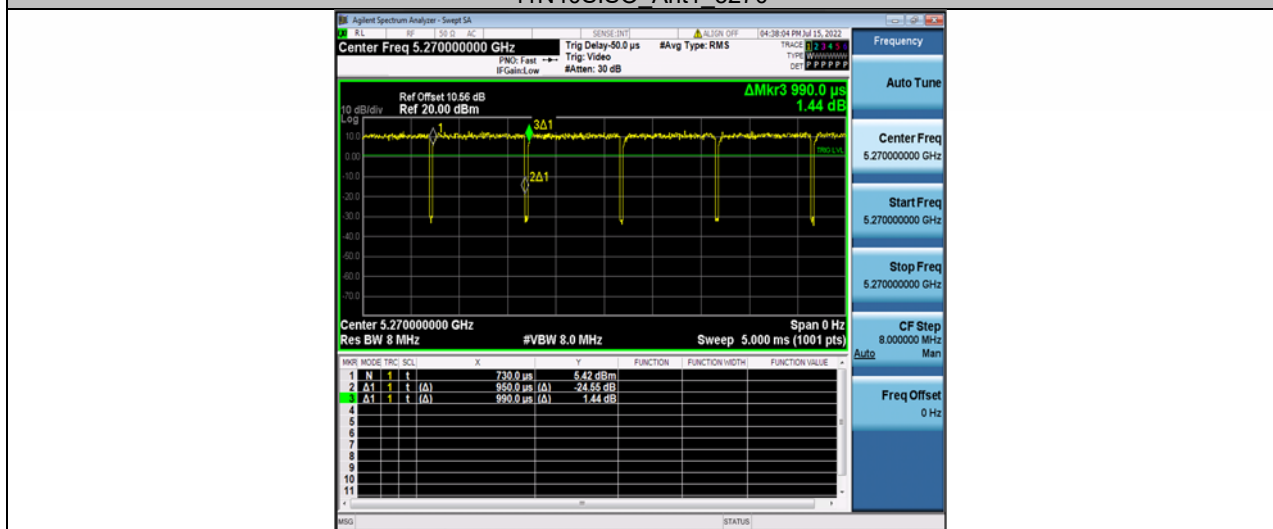 11N40SISO_Ant1_5270
Agilent Spectrum Analyzer - Swept SA
RL RF 50 Ω AC SENSE:INT ALIGN OFF 04:38:04 PM Jul 15, 2022
Center Freq 5.270000000 GHz
PNO: Fast
IFGain:Low
Trig Delay-50.0 µs
Trig: Video
#Atten: 30 dB
#Avg Type: RMS
TRACE 1 2 3 4 5 6
TYPE WWWWWW
DET P P P P P P
Frequency
Auto Tune
Ref Offset 10.56 dB
Ref 20.00 dBm
10 dB/div
Log
ΔMkr3 990.0 µs
1.44 dB
10.0
0.00
-10.0
-20.0
-30.0
-40.0
-50.0
-60.0
-70.0
1
3Δ1
2Δ1
TRIG LVL
Center Freq
5.270000000 GHz
Start Freq
5.270000000 GHz
Stop Freq
5.270000000 GHz
CF Step
8.000000 MHz
Auto Man
Freq Offset
0 Hz
Center 5.270000000 GHz Span 0 Hz
Res BW 8 MHz #VBW 8.0 MHz Sweep 5.000 ms (1001 pts)
MKR MODE TRC SCL X Y FUNCTION FUNCTION WIDTH FUNCTION VALUE
1 N 1 t 730.0 µs 5.42 dBm
2 Δ1 1 t (Δ) 950.0 µs (Δ) -24.55 dB
3 Δ1 1 t (Δ) 990.0 µs (Δ) 1.44 dB
4
5
6
7
8
9
10
11
MSG STATUS